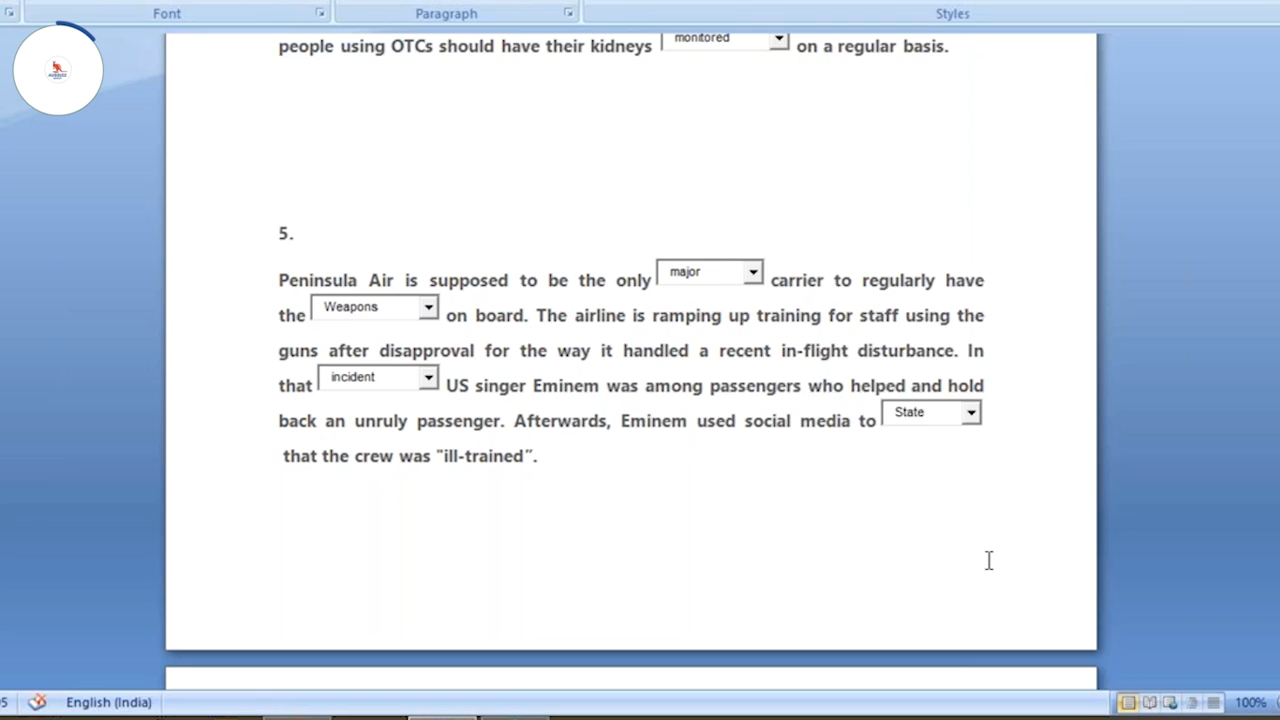 Font Paragraph Styles
people using OTCs should have their kidneys monitored on a regular basis.
5.
Peninsula Air is supposed to be the only major carrier to regularly have
the Weapons on board. The airline is ramping up training for staff using the
guns after disapproval for the way it handled a recent in-flight disturbance. In
that incident US singer Eminem was among passengers who helped and hold
back an unruly passenger. Afterwards, Eminem used social media to State
that the crew was "ill-trained".
English (India) 100%